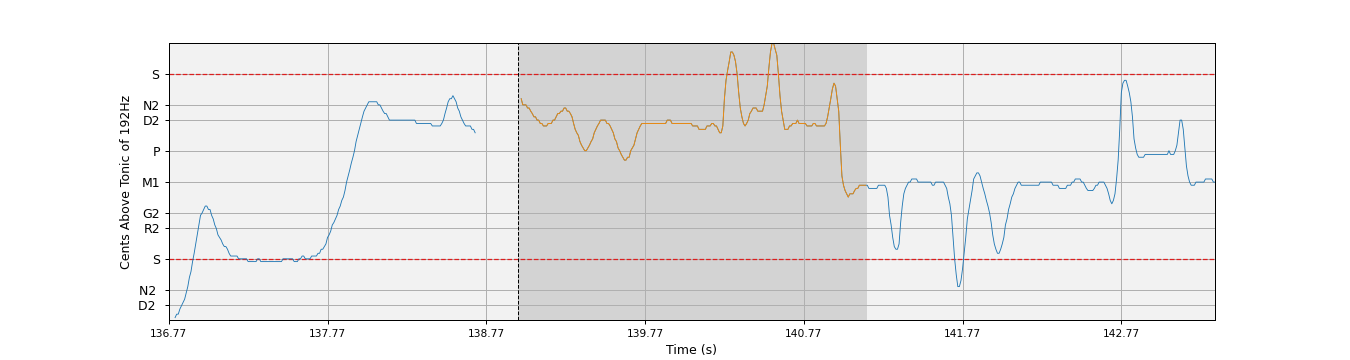 Cents Above Tonic of 192Hz
S
N2
D2
P
M1
G2
R2
S
N2
D2
136.77 137.77 138.77 139.77 140.77 141.77 142.77
Time (s)